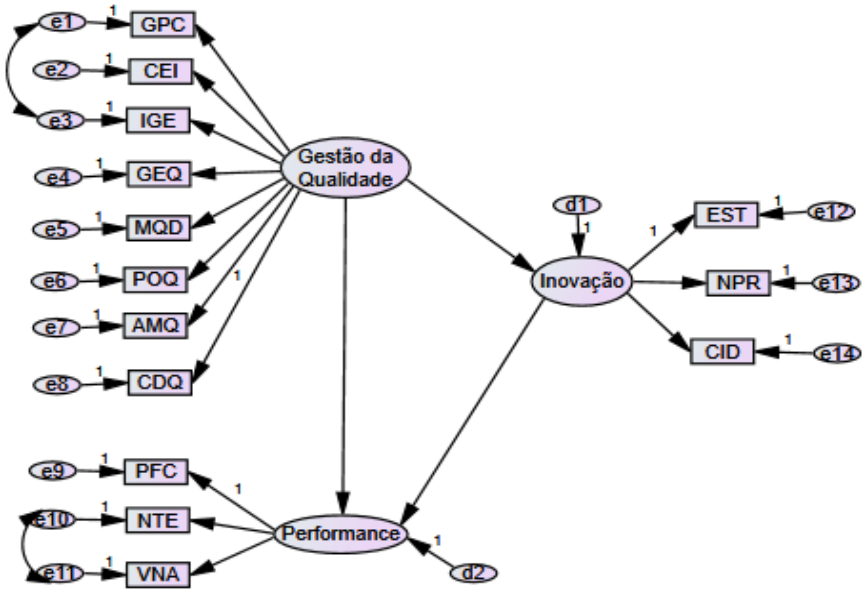 e1 1 GPC
e2 1 CEI
e3 1 IGE
e4 1 GEQ
e5 1 MQD
e6 1 POQ
e7 1 AMQ
e8 1 CDQ
1
Gestão da
Qualidade
d1
1
Inovação
1
EST 1 e12
NPR 1 e13
CID 1 e14
e9 1 PFC
e10 1 NTE
e11 1 VNA
1
Performance
1
d2